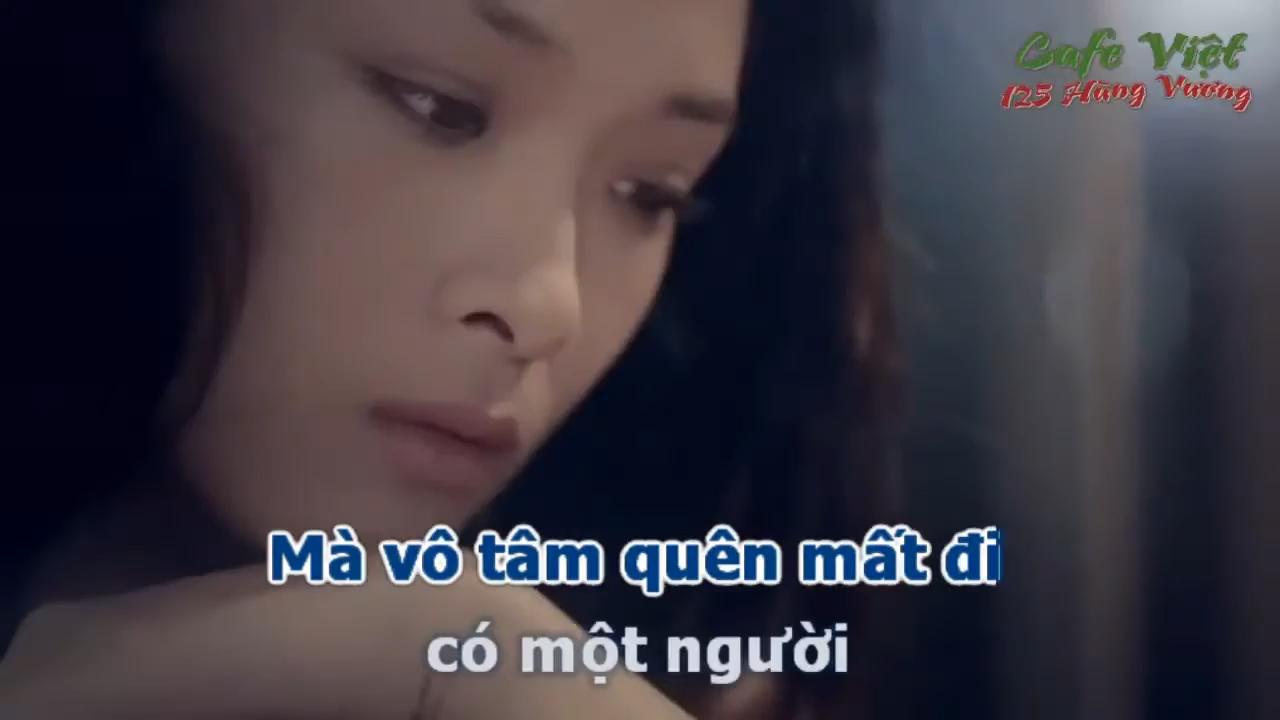 Cafe Việt
125 Hùng Vương
Mà vô tâm quên mất đi
có một người